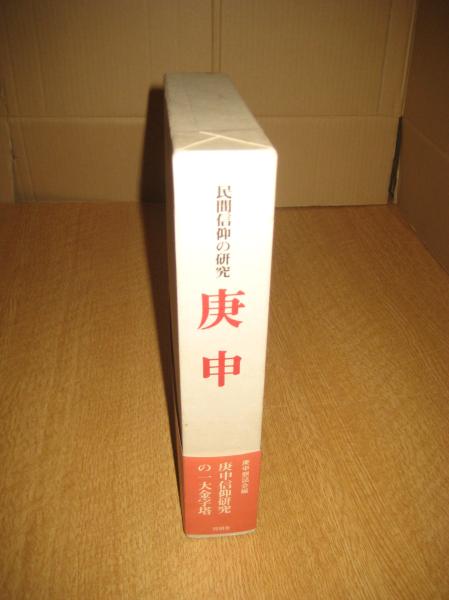 民間信仰の研究
庚申
庚申懇話会編
庚申信仰研究
の一大金字塔